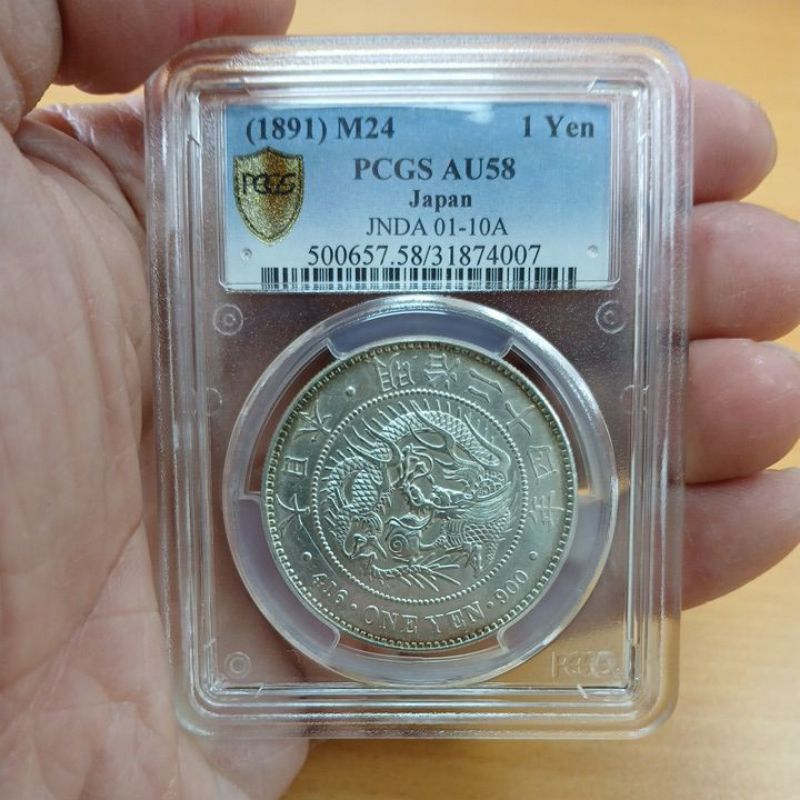 (1891) M24 1 Yen
PCGS
PCGS AU58
Japan
JNDA 01-10A
500657.58/31874007
大日本 · 明治二十四年 ·
416 · ONE YEN · 900
PCGS